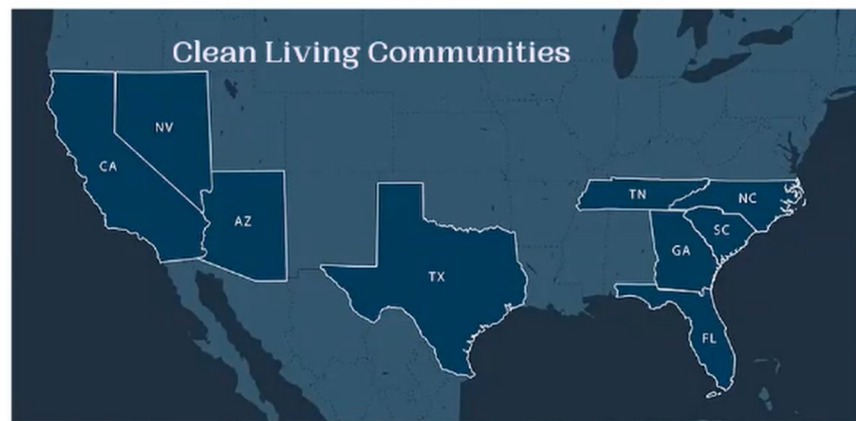 Clean Living Communities
NV
CA
AZ
TX
TN
NC
SC
GA
FL